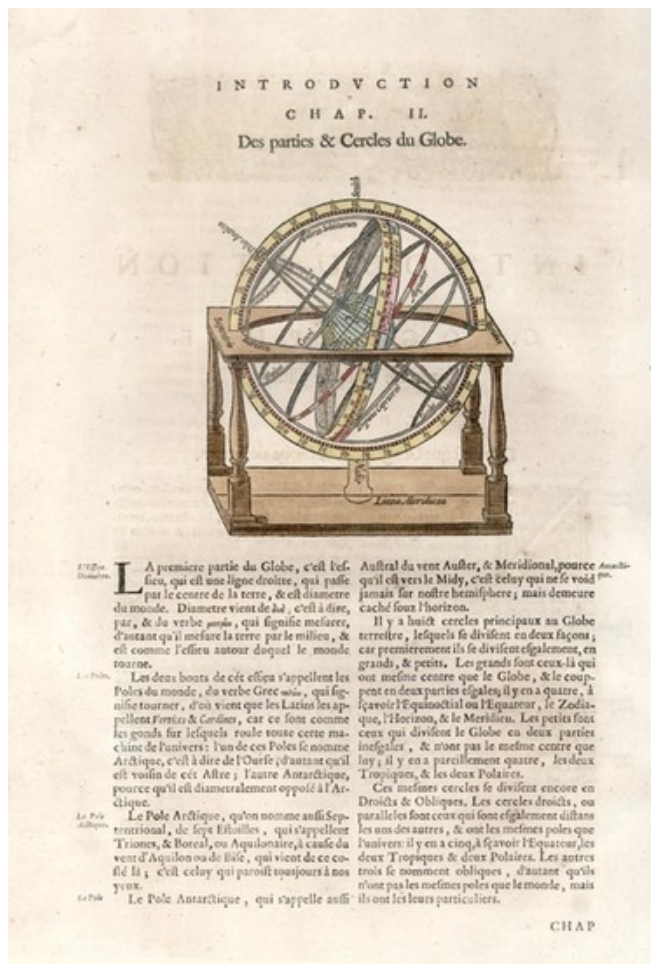 INTRODVCTION
CHAP. II.
Des parties & Cercles du Globe.
Zenith
Linea Meridiana
L'Essieu
Diametre.
LA premiere partie du Globe, c'est l'es-
sieu, qui est une ligne droitte, qui passe
par le centre de la terre, & est diametre
du monde. Diametre vient de , c'est à dire,
par, & du verbe , qui signifie mesurer,
d'autant qu'il mesure la terre par le milieu, &
est comme l'essieu autour duquel le monde
tourne.
Les Poles.
Les deux bouts de cét essieu s'appellent les
Poles du monde, du verbe Grec , qui sig-
nifie tourner, d'où vient que les Latins les ap-
pellent Vertices & Cardines, car ce sont comme
les gonds sur lesquels roule toute cette ma-
chine de l'univers: l'un de ces Poles se nomme
Arctique, c'est à dire de l'Ourse, d'autant qu'il
est voisin de cét Astre; l'autre Antarctique,
pource qu'il est diametralement opposé à l'Ar-
ctique.
Le Pole
Arctique.
Le Pole Arctique, qu'on nomme aussi Sep-
tentrional, de sept Estoilles, qui s'appellent
Triones, & Boreal, ou Aquilonaire, à cause du
vent d'Aquilon ou de Bise, qui vient de ce co-
sté là; c'est celuy qui paroist tousjours à nos
yeux.
Le Pole
Le Pole Antarctique, qui s'appelle aussi
Austral du vent Auster, & Meridional, pource
qu'il est vers le Midy, c'est celuy qui ne se void
jamais sur nostre hemisphere; mais demeure
caché souz l'horizon.
Antarcti-
que.
Il y a huict cercles principaux au Globe
terrestre, lesquels se divisent en deux façons;
car premierement ils se divisent esgalement, en
grands, & petits. Les grands sont ceux-là qui
ont mesme centre que le Globe, & le coup-
pent en deux parties esgales; il y en a quatre, à
sçavoir l'Equinoctial ou l'Equateur, le Zodia-
que, l'Horizon, & le Meridien. Les petits sont
ceux qui divisent le Globe en deux parties
inesgales, & n'ont pas le mesme centre que
luy; il y en a pareillement quatre, les deux
Tropiques, & les deux Polaires.
Ces mesmes cercles se divisent encore en
Droicts & Obliques. Les cercles droicts, ou
paralleles sont ceux qui sont esgalement distans
les uns des autres, & ont les mesmes poles que
l'univers: il y en a cinq, à sçavoir l'Equateur, les
deux Tropiques & deux Polaires. Les autres
trois se nomment obliques, d'autant qu'ils
n'ont pas les mesmes poles que le monde, mais
ils ont les leurs particuliers.
CHAP